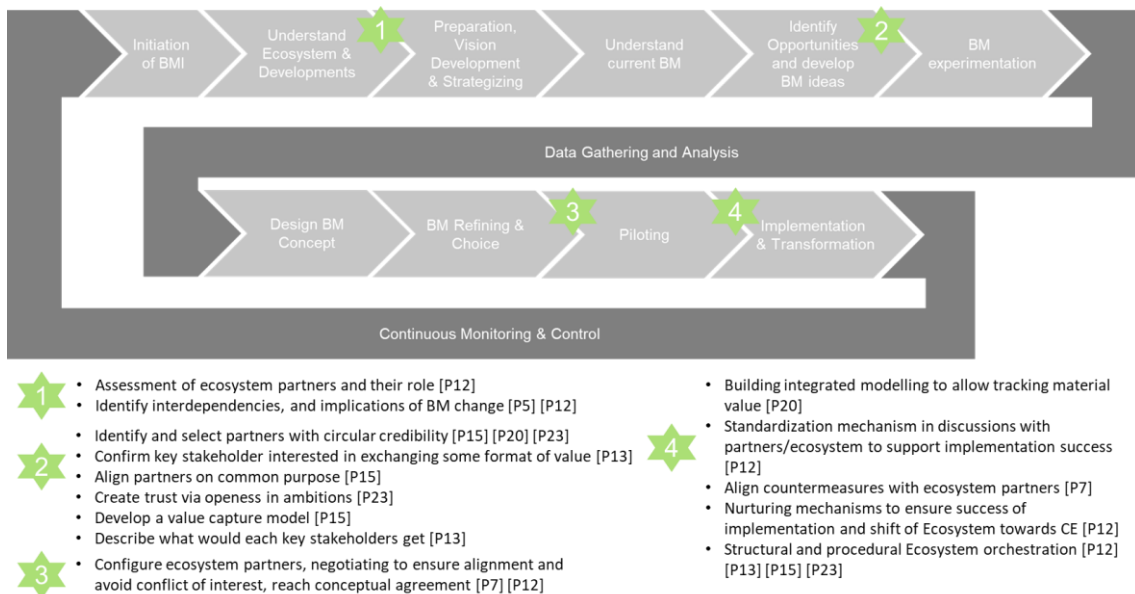 Initiation
of BMI
Understand
Ecosystem &
Developments
1
Preparation,
Vision
Development
& Strategizing
Understand
current BM
Identify
Opportunities
and develop
BM ideas
2
BM
experimentation
Data Gathering and Analysis
Design BM
Concept
BM Refining &
Choice
3
Piloting
4
Implementation
& Transformation
Continuous Monitoring & Control
1
• Assessment of ecosystem partners and their role [P12]
• Identify interdependencies, and implications of BM change [P5] [P12]
2
• Identify and select partners with circular credibility [P15] [P20] [P23]
• Confirm key stakeholder interested in exchanging some format of value [P13]
• Align partners on common purpose [P15]
• Create trust via openess in ambitions [P23]
• Develop a value capture model [P15]
• Describe what would each key stakeholders get [P13]
3
• Configure ecosystem partners, negotiating to ensure alignment and
avoid conflict of interest, reach conceptual agreement [P7] [P12]
4
• Building integrated modelling to allow tracking material
value [P20]
• Standardization mechanism in discussions with
partners/ecosystem to support implementation success
[P12]
• Align countermeasures with ecosystem partners [P7]
• Nurturing mechanisms to ensure success of
implementation and shift of Ecosystem towards CE [P12]
• Structural and procedural Ecosystem orchestration [P12]
[P13] [P15] [P23]